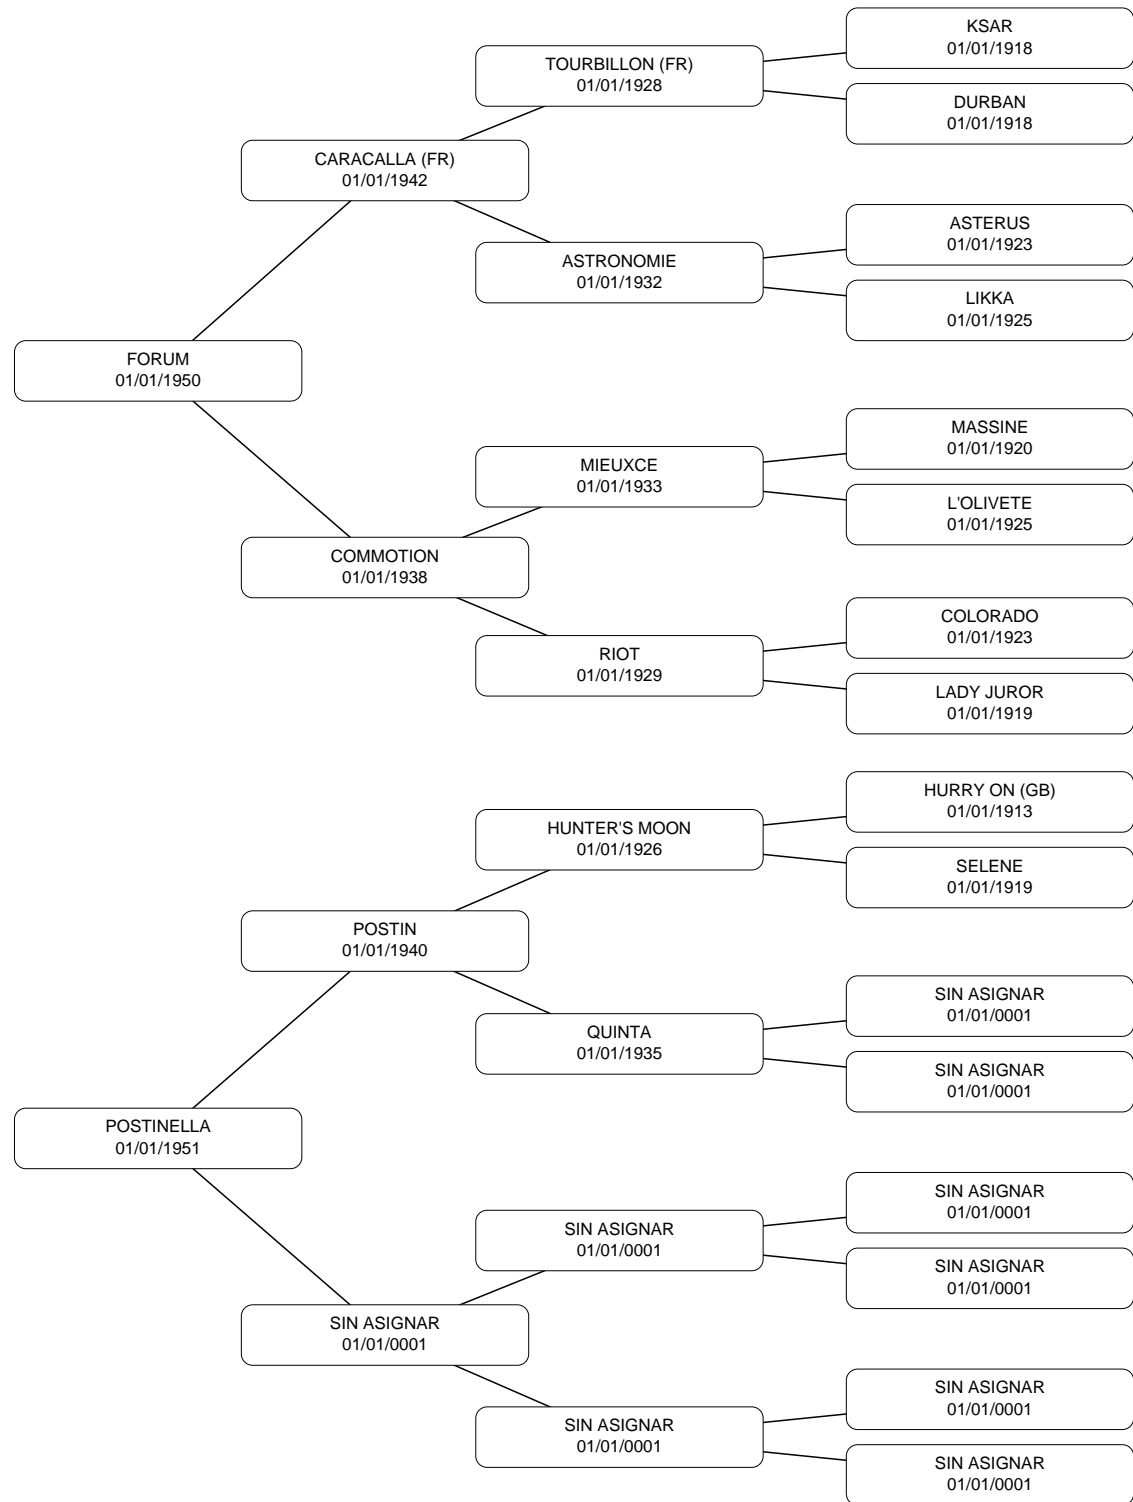 KSAR
01/01/1918
TOURBILLON (FR)
01/01/1928
DURBAN
01/01/1918
CARACALLA (FR)
01/01/1942
ASTERUS
01/01/1923
ASTRONOMIE
01/01/1932
LIKKA
01/01/1925
FORUM
01/01/1950
MASSINE
01/01/1920
MIEUXCE
01/01/1933
L'OLIVETE
01/01/1925
COMMOTION
01/01/1938
COLORADO
01/01/1923
RIOT
01/01/1929
LADY JUROR
01/01/1919
HURRY ON (GB)
01/01/1913
HUNTER'S MOON
01/01/1926
SELENE
01/01/1919
POSTIN
01/01/1940
SIN ASIGNAR
01/01/0001
QUINTA
01/01/1935
SIN ASIGNAR
01/01/0001
POSTINELLA
01/01/1951
SIN ASIGNAR
01/01/0001
SIN ASIGNAR
01/01/0001
SIN ASIGNAR
01/01/0001
SIN ASIGNAR
01/01/0001
SIN ASIGNAR
01/01/0001
SIN ASIGNAR
01/01/0001
SIN ASIGNAR
01/01/0001